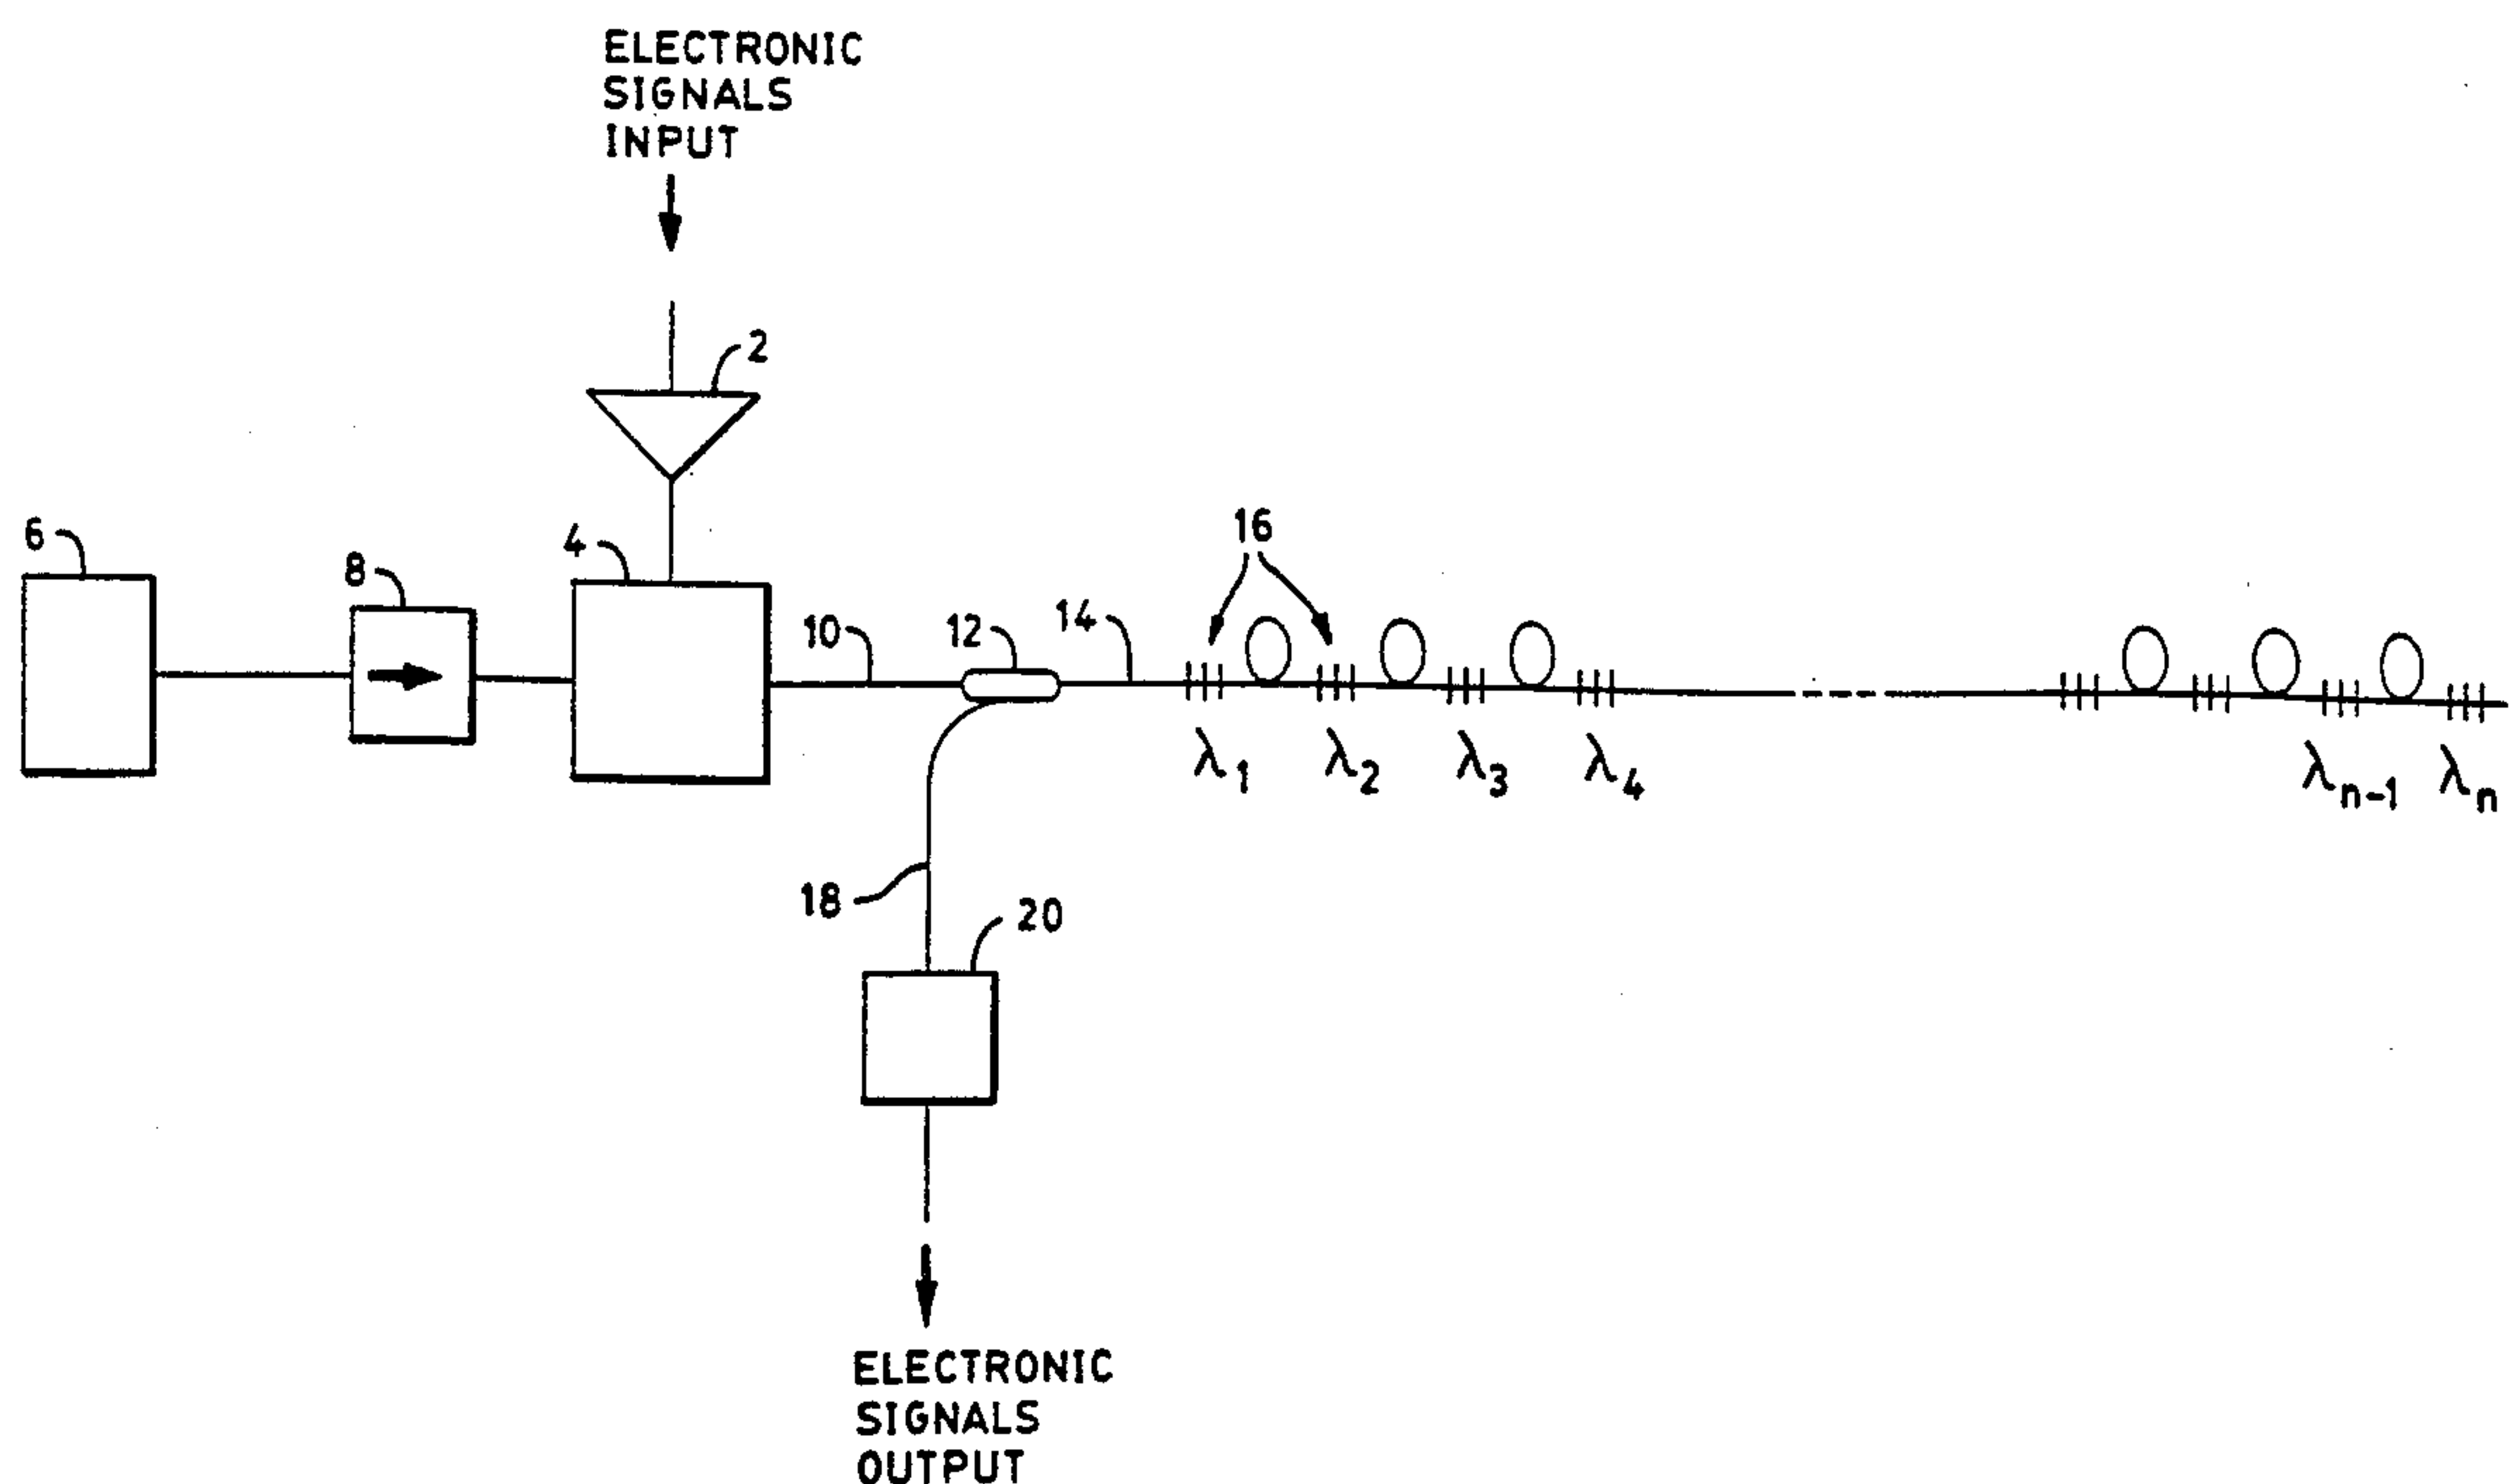 ELECTRONIC
SIGNALS
INPUT
2
6
8
4
16
10
12
14
λ1
λ2
λ3
λ4
λn-1
λn
18
20
ELECTRONIC
SIGNALS
OUTPUT